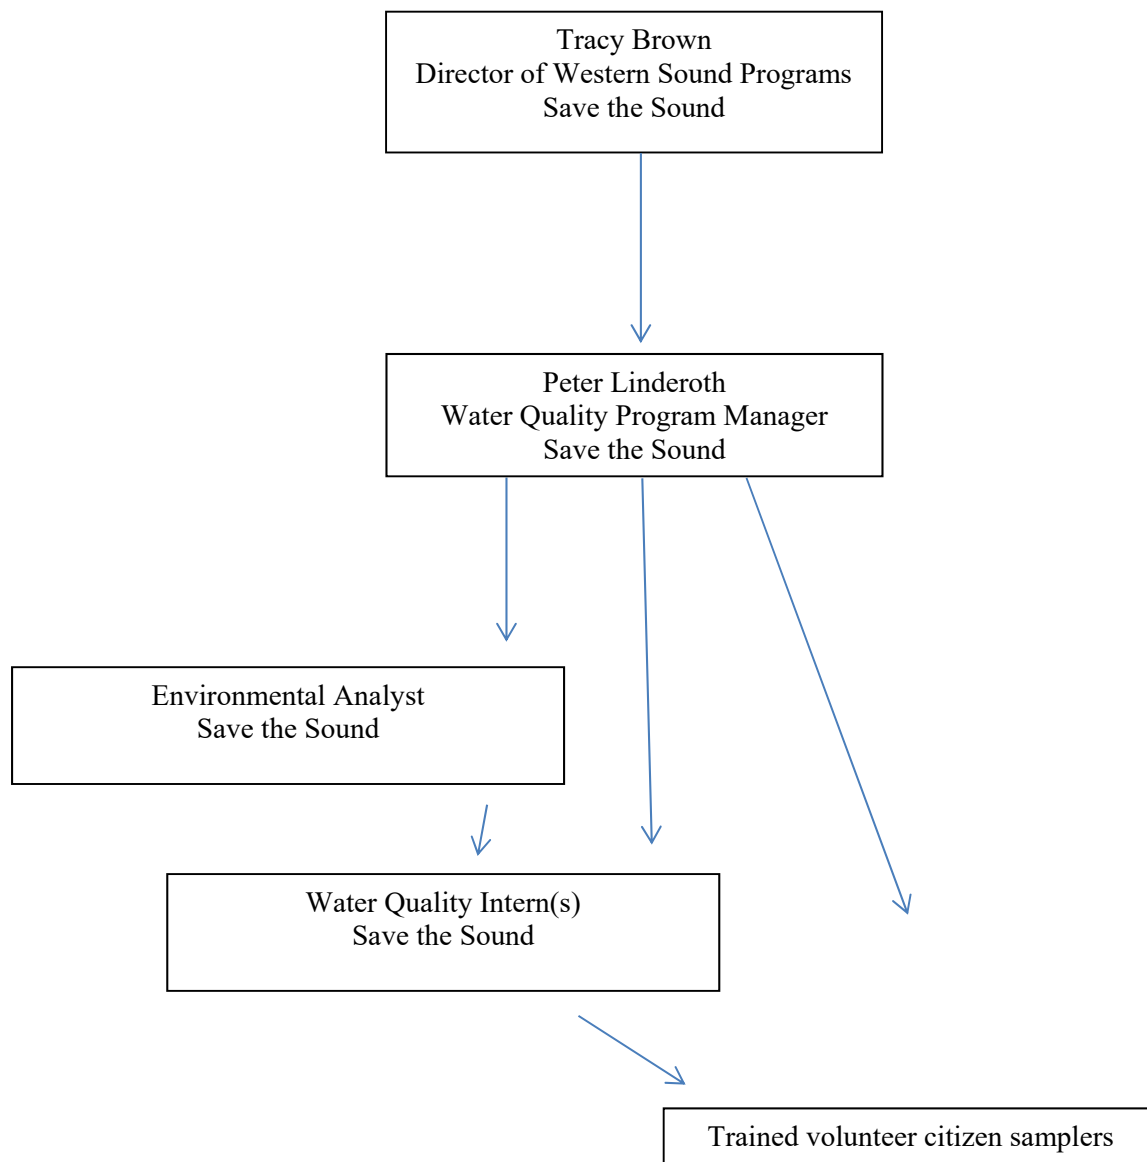 Tracy Brown
Director of Western Sound Programs
Save the Sound
Peter Linderoth
Water Quality Program Manager
Save the Sound
Environmental Analyst
Save the Sound
Water Quality Intern(s)
Save the Sound
Trained volunteer citizen samplers